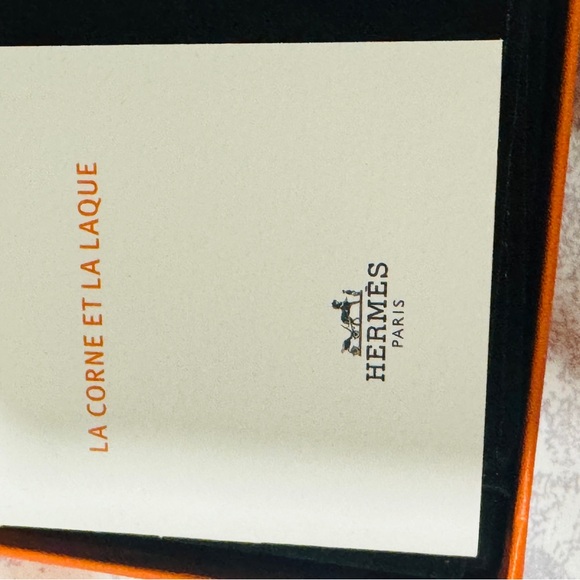 LA CORNE ET LA LAQUE
HERMÈS
PARIS